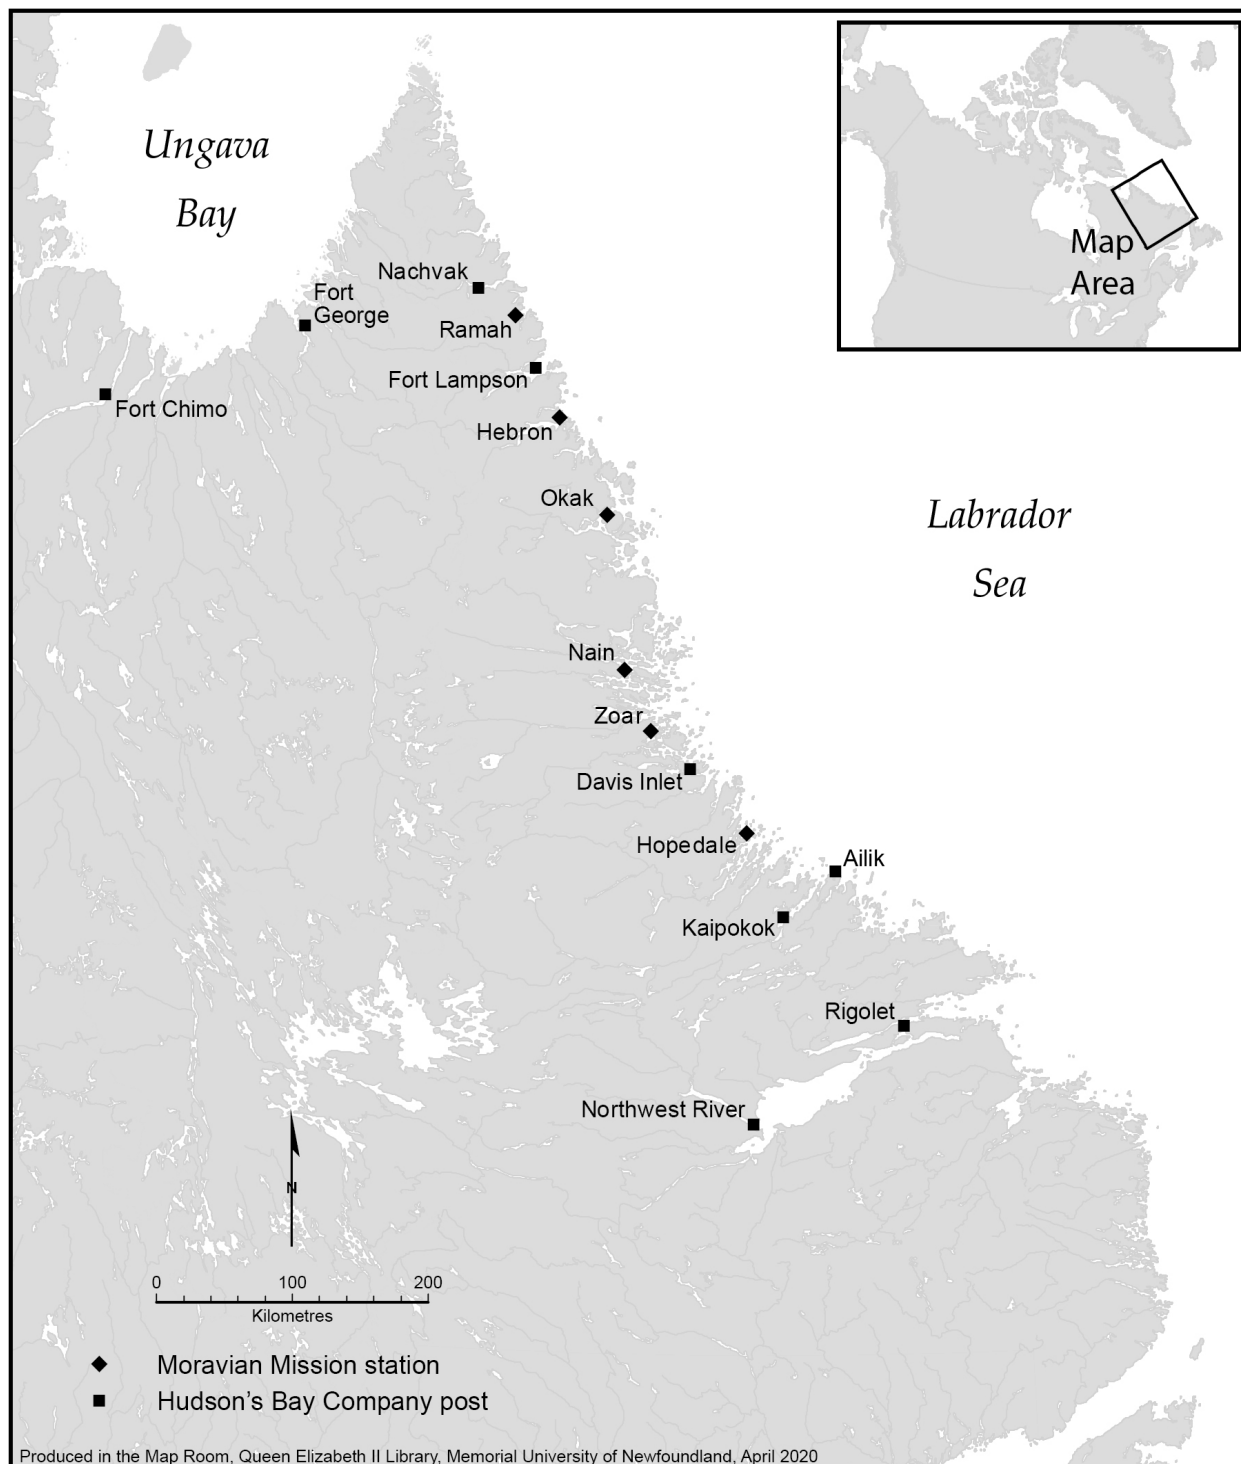 Ungava
Bay
Map
Area
Nachvak
Fort
George
Ramah
Fort Lampson
Fort Chimo
Hebron
Okak
Labrador
Sea
Nain
Zoar
Davis Inlet
Hopedale
Ailik
Kaipokok
Rigolet
Northwest River
N
0 100 200
Kilometres
Moravian Mission station
Hudson's Bay Company post
Produced in the Map Room, Queen Elizabeth II Library, Memorial University of Newfoundland, April 2020